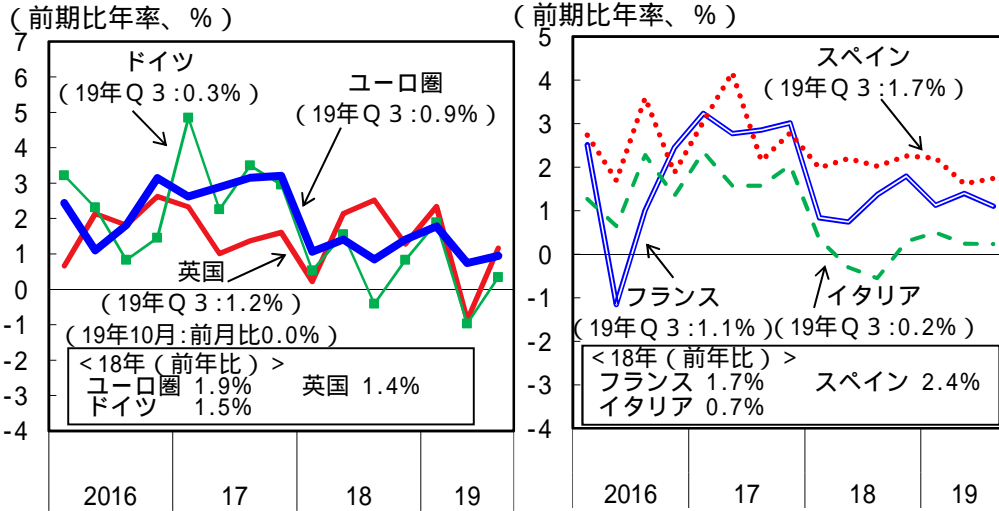 (前期比年率、%)
7
6
5
4
3
2
1
0
-1
-2
-3
-4
ドイツ
(19年Q3:0.3%)
ユーロ圏
(19年Q3:0.9%)
英国
(19年Q3:1.2%)
(19年10月:前月比0.0%)
<18年(前年比)>
ユーロ圏 1.9% 英国 1.4%
ドイツ 1.5%
2016 17 18 19
(前期比年率、%)
5
4
3
2
1
0
-1
-2
-3
-4
スペイン
(19年Q3:1.7%)
フランス
(19年Q3:1.1%)
イタリア
(19年Q3:0.2%)
<18年(前年比)>
フランス 1.7% スペイン 2.4%
イタリア 0.7%
2016 17 18 19